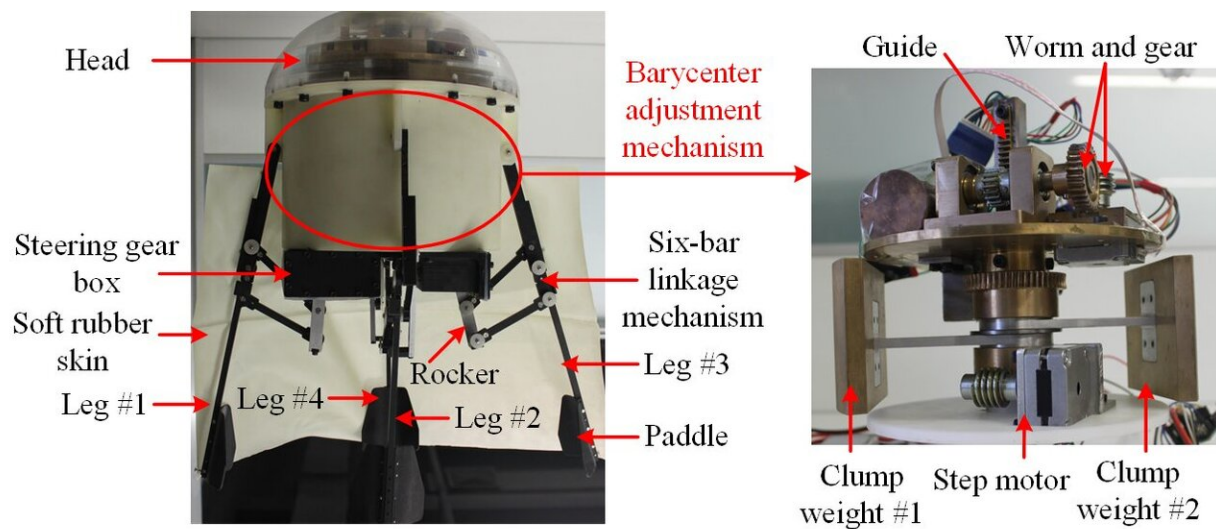 Head
Steering gear
box
Soft rubber
skin
Leg #1
Leg #4
Leg #2
Rocker
Barycenter
adjustment
mechanism
Six-bar
linkage
mechanism
Leg #3
Paddle
Guide
Worm and gear
Clump
weight #1
Step motor
Clump
weight #2